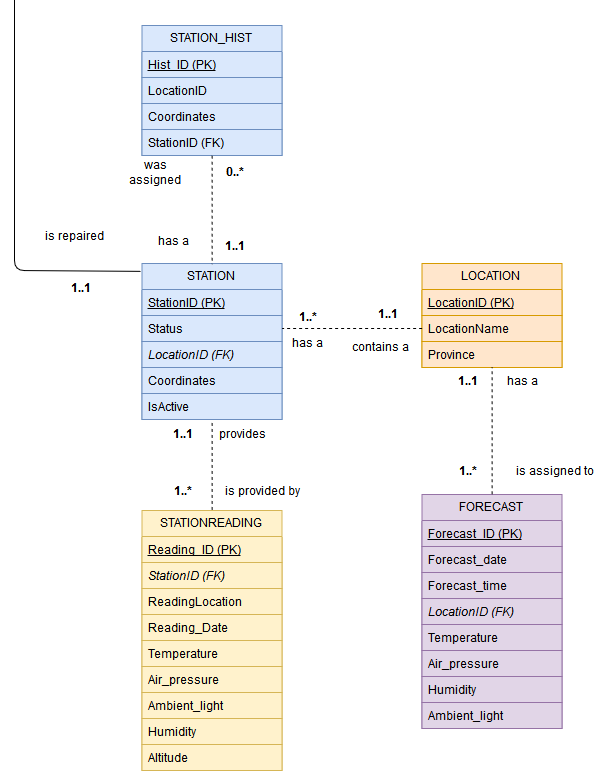 STATION_HIST
Hist_ID (PK)
LocationID
Coordinates
StationID (FK)
was
assigned
0..*
is repaired
has a
1..1
1..1
STATION
StationID (PK)
Status
LocationID (FK)
Coordinates
IsActive
1..*
1..1
has a
contains a
LOCATION
LocationID (PK)
LocationName
Province
1..1
provides
1..1
has a
1..*
is provided by
1..*
is assigned to
STATIONREADING
Reading_ID (PK)
StationID (FK)
ReadingLocation
Reading_Date
Temperature
Air_pressure
Ambient_light
Humidity
Altitude
FORECAST
Forecast_ID (PK)
Forecast_date
Forecast_time
LocationID (FK)
Temperature
Air_pressure
Humidity
Ambient_light